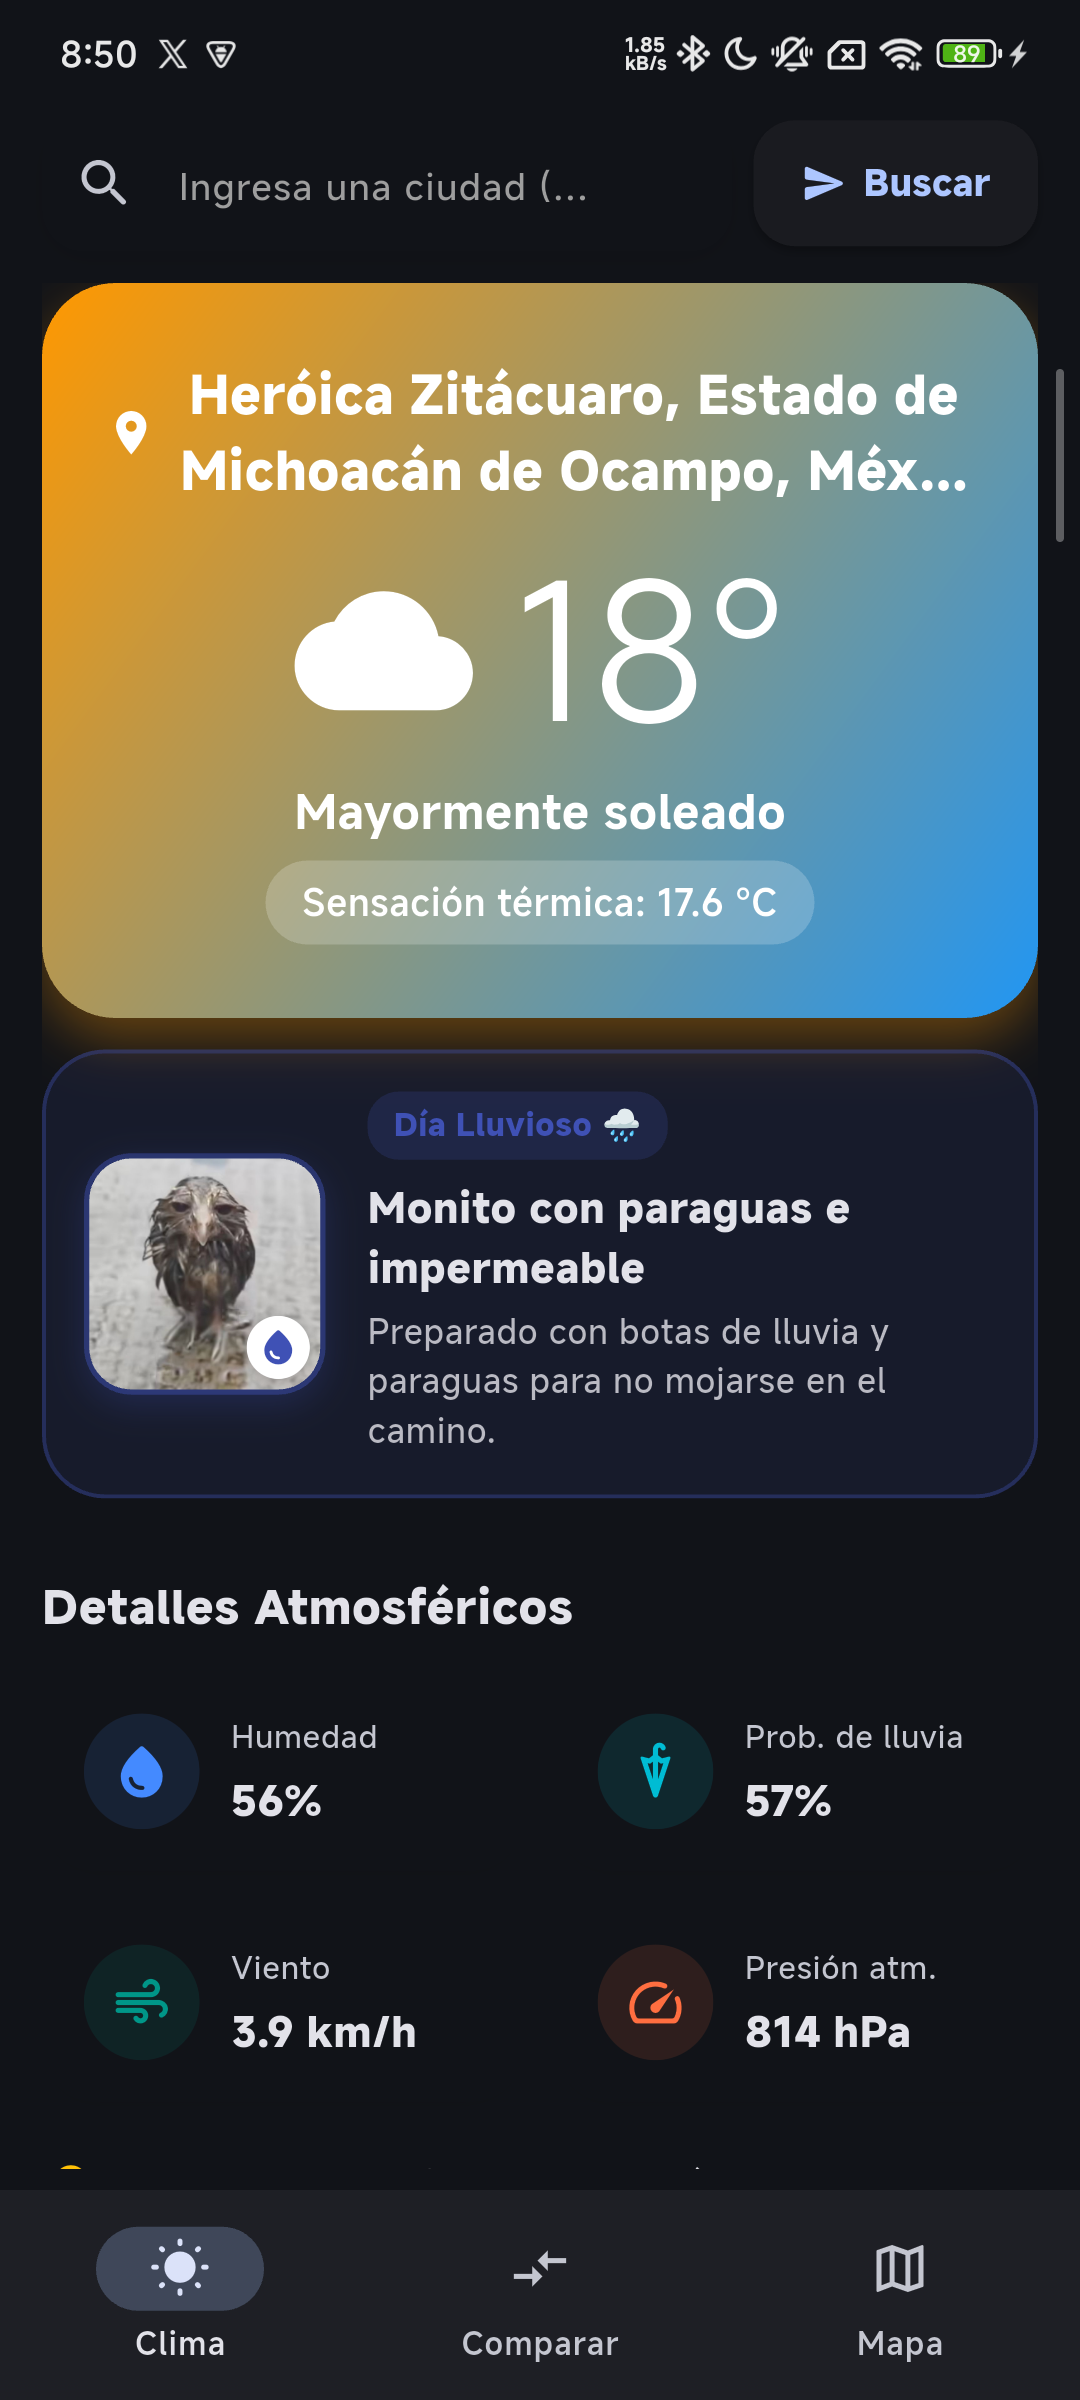 8:50
1.85
kB/s
89
Ingresa una ciudad (...
Buscar
Heróica Zitácuaro, Estado de
Michoacán de Ocampo, Méx...
18°
Mayormente soleado
Sensación térmica: 17.6 °C
Día Lluvioso 🌧️
Monito con paraguas e
impermeable
Preparado con botas de lluvia y
paraguas para no mojarse en el
camino.
Detalles Atmosféricos
Humedad
56%
Prob. de lluvia
57%
Viento
3.9 km/h
Presión atm.
814 hPa
Clima
Comparar
Mapa